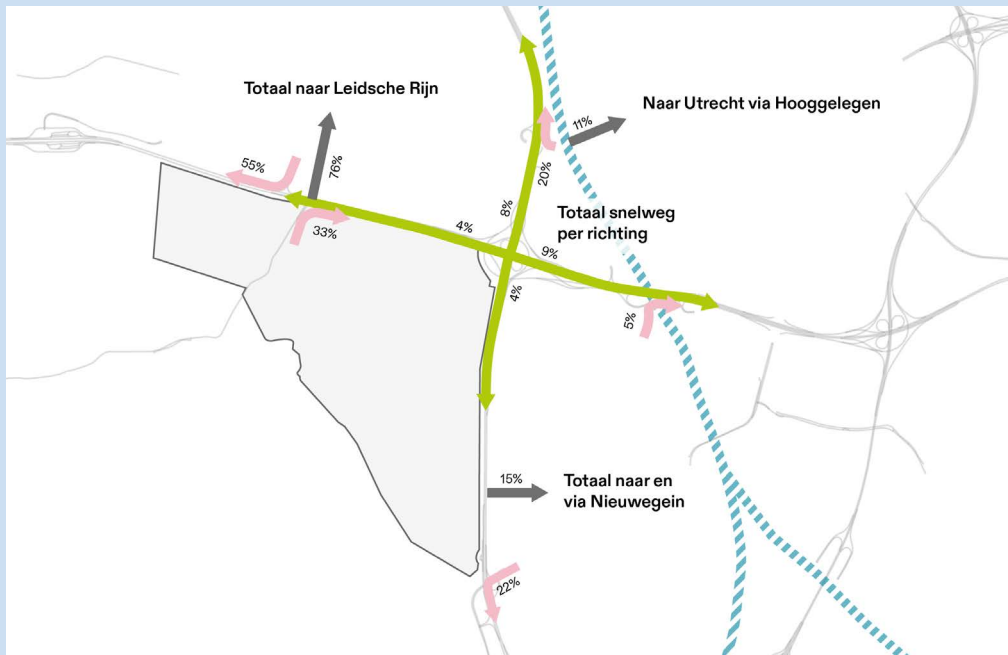 Totaal naar Leidsche Rijn
Naar Utrecht via Hooggelegen
11%
55%
76%
20%
8%
Totaal snelweg
per richting
33%
4%
9%
4%
5%
15%
Totaal naar en
via Nieuwegein
22%